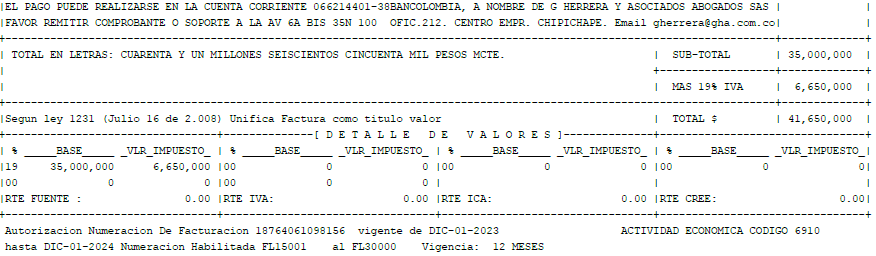 |EL PAGO PUEDE REALIZARSE EN LA CUENTA CORRIENTE 066214401-38BANCOLOMBIA, A NOMBRE DE G HERRERA Y ASOCIADOS ABOGADOS SAS |
|FAVOR REMITIR COMPROBANTE O SOPORTE A LA AV 6A BIS 35N 100 OFIC.212. CENTRO EMPR. CHIPICHAPE. Email gherrera@gha.com.co|
| TOTAL EN LETRAS: CUARENTA Y UN MILLONES SEISCIENTOS CINCUENTA MIL PESOS MCTE. | SUB-TOTAL | 35,000,000 |
| MAS 19% IVA | 6,650,000 |
|Segun ley 1231 (Julio 16 de 2.008) Unifica Factura como titulo valor | TOTAL $ | 41,650,000 |
[ D E T A L L E D E V A L O R E S ]
| % _____BASE_____ _VLR_IMPUESTO_ | % _____BASE_____ _VLR_IMPUESTO_ | % _____BASE_____ _VLR_IMPUESTO_ | % _____BASE_____ _VLR_IMPUESTO_|
|19 35,000,000 6,650,000 |00 0 0 |00 0 0 |00 0 0|
|00 0 0 |00 0 0 | | |
|RTE FUENTE : 0.00 |RTE IVA: 0.00 |RTE ICA: 0.00 |RTE CREE: 0.00|
Autorizacion Numeracion De Facturacion 18764061098156 vigente de DIC-01-2023 ACTIVIDAD ECONOMICA CODIGO 6910
hasta DIC-01-2024 Numeracion Habilitada FL15001 al FL30000 Vigencia: 12 MESES